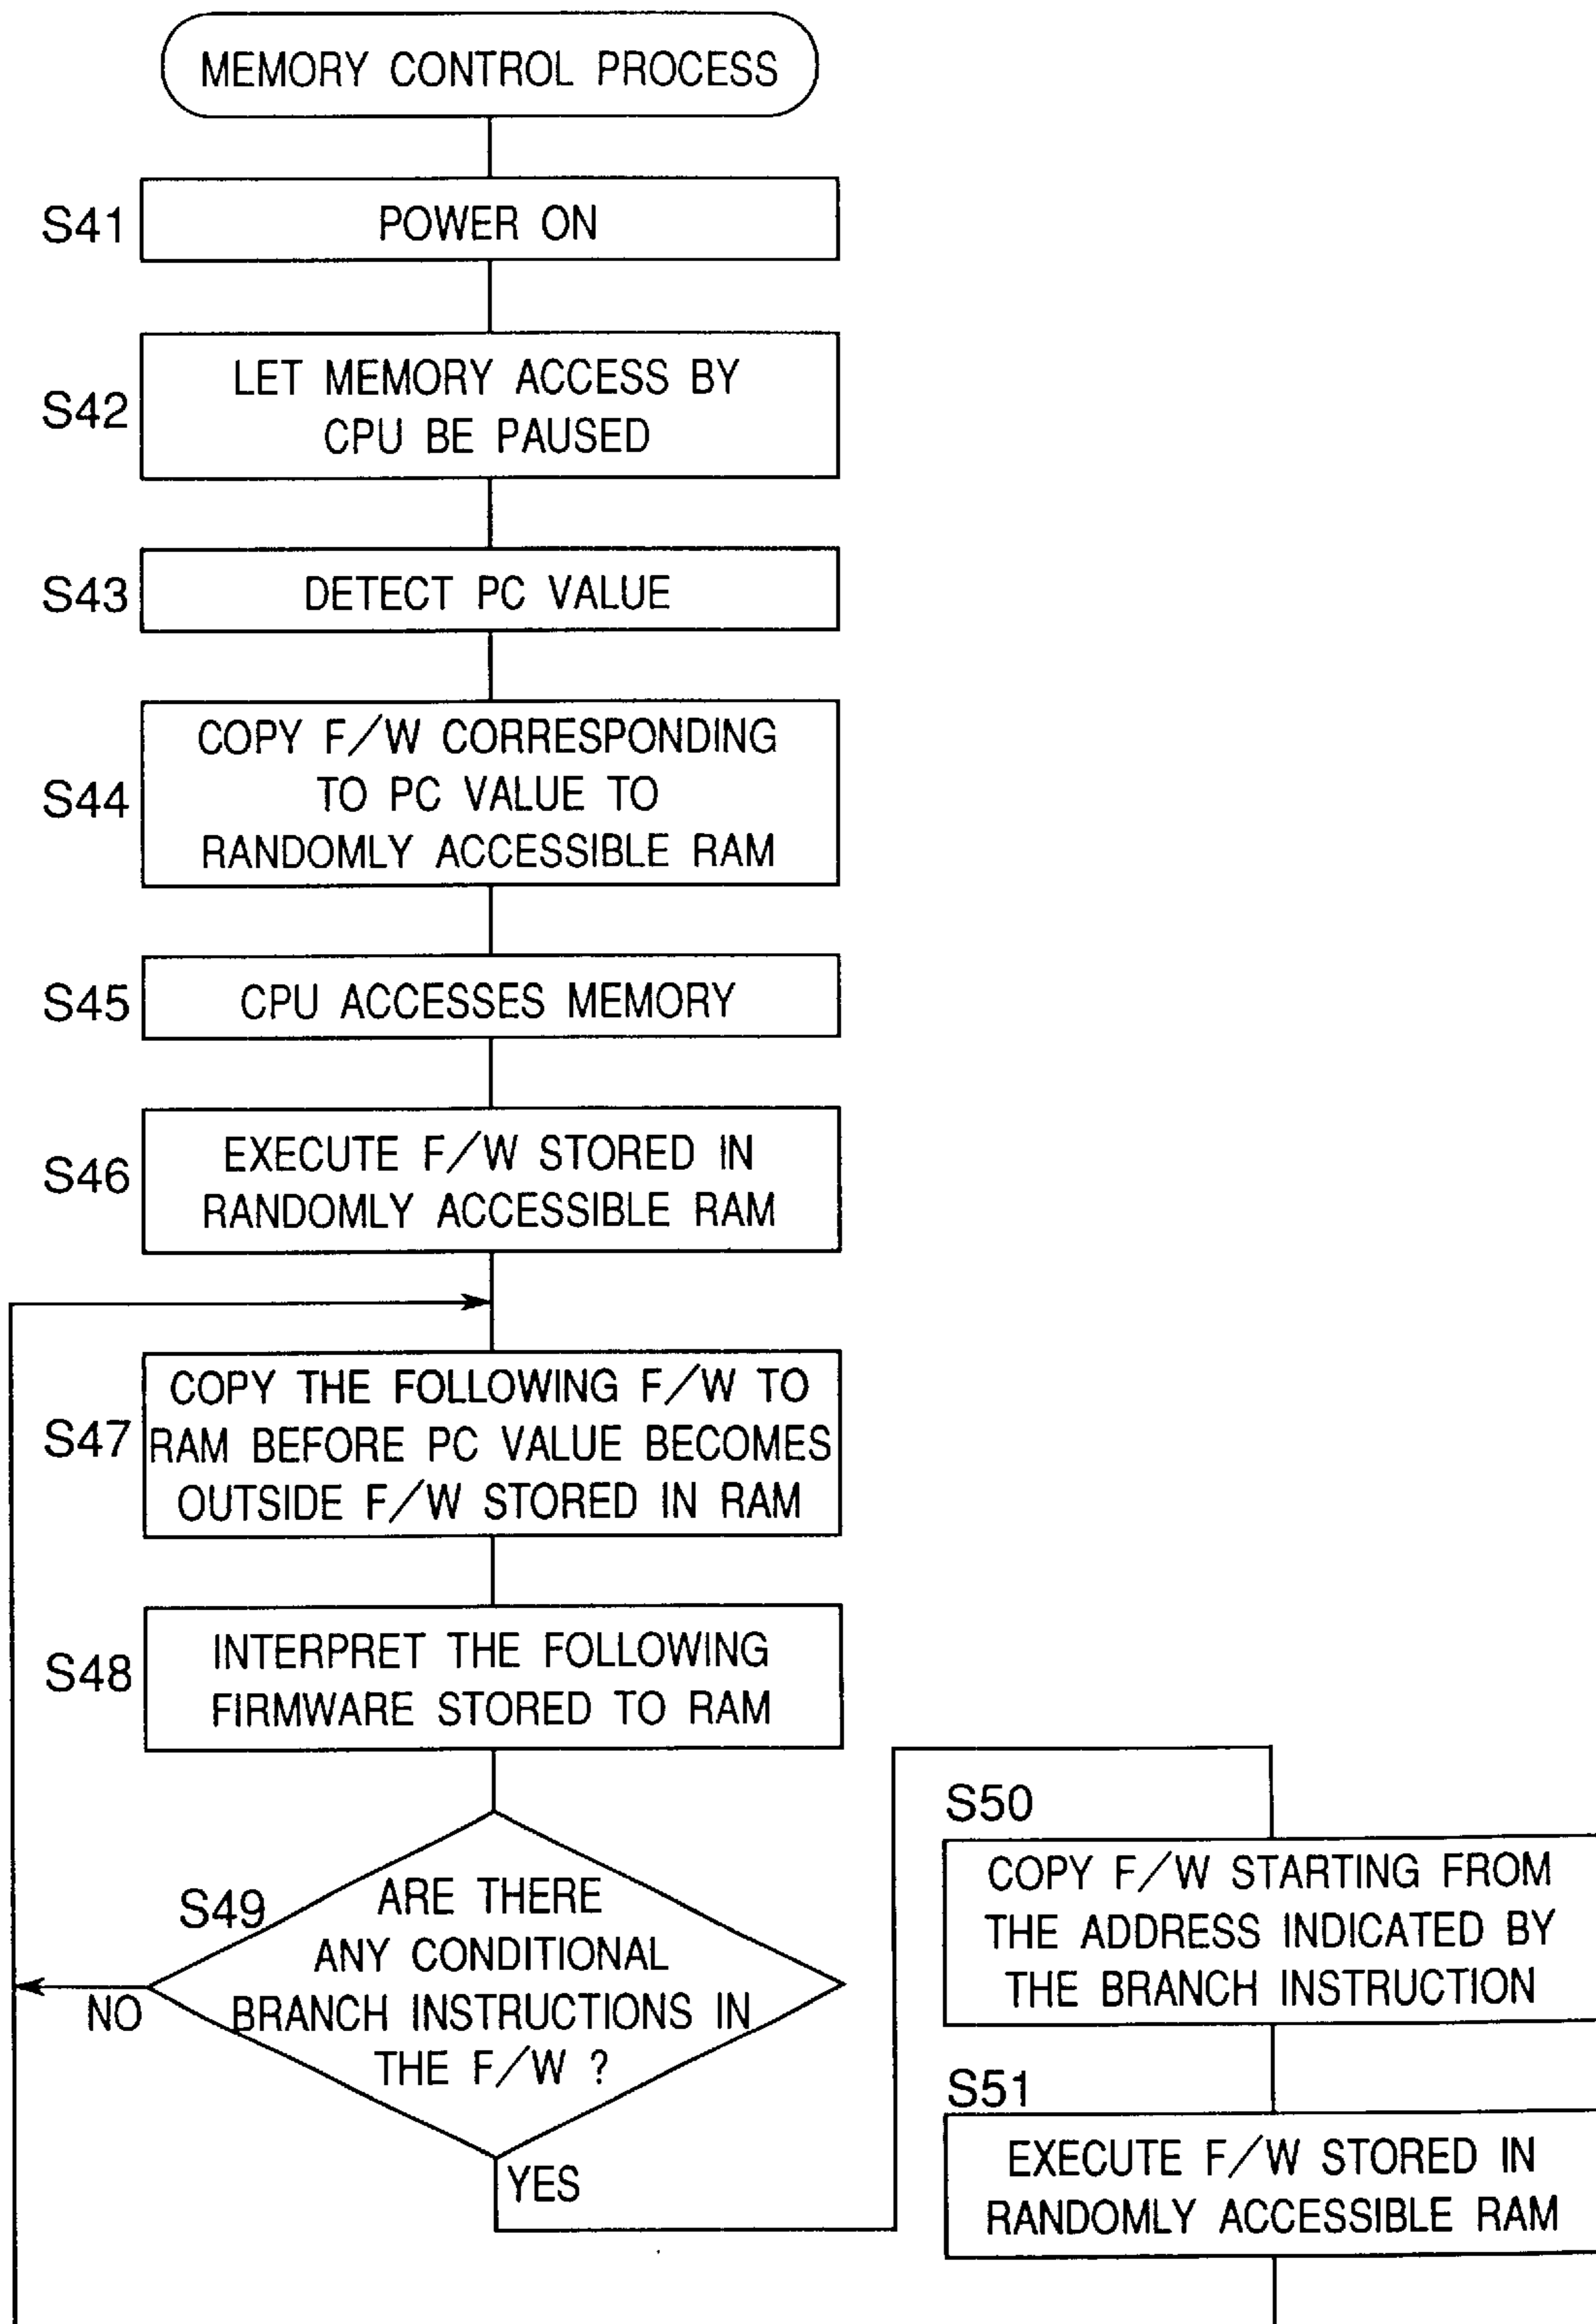 MEMORY CONTROL PROCESS
S41
POWER ON
S42
LET MEMORY ACCESS BY
CPU BE PAUSED
S43
DETECT PC VALUE
S44
COPY F/W CORRESPONDING
TO PC VALUE TO
RANDOMLY ACCESSIBLE RAM
S45
CPU ACCESSES MEMORY
S46
EXECUTE F/W STORED IN
RANDOMLY ACCESSIBLE RAM
S47
COPY THE FOLLOWING F/W TO
RAM BEFORE PC VALUE BECOMES
OUTSIDE F/W STORED IN RAM
S48
INTERPRET THE FOLLOWING
FIRMWARE STORED TO RAM
S49
ARE THERE
ANY CONDITIONAL
BRANCH INSTRUCTIONS IN
THE F/W ?
NO
YES
S50
COPY F/W STARTING FROM
THE ADDRESS INDICATED BY
THE BRANCH INSTRUCTION
S51
EXECUTE F/W STORED IN
RANDOMLY ACCESSIBLE RAM